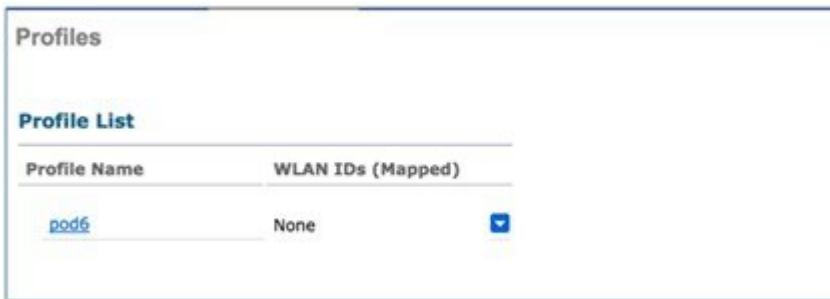 Profiles
Profile List
Profile Name WLAN IDs (Mapped)
pod6 None